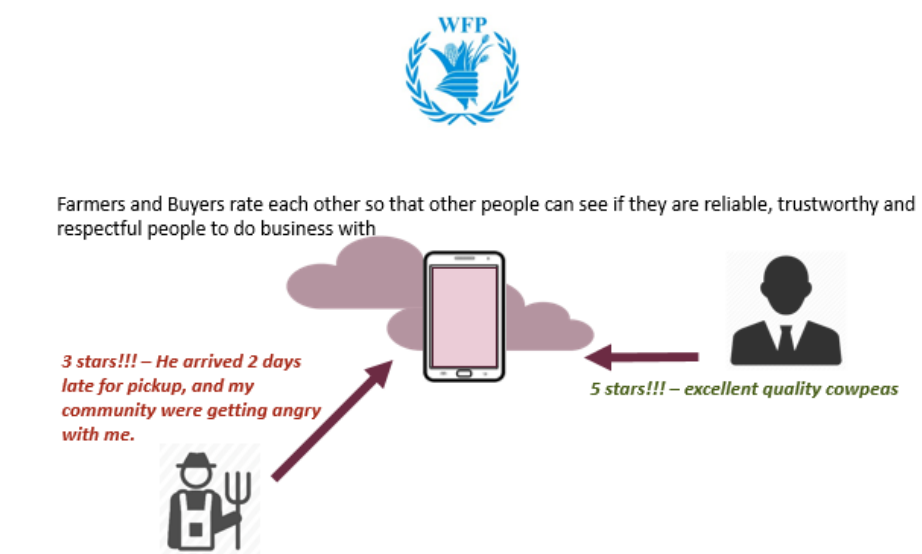 WFP
Farmers and Buyers rate each other so that other people can see if they are reliable, trustworthy and
respectful people to do business with
3 stars!!! – He arrived 2 days
late for pickup, and my
community were getting angry
with me.
5 stars!!! – excellent quality cowpeas